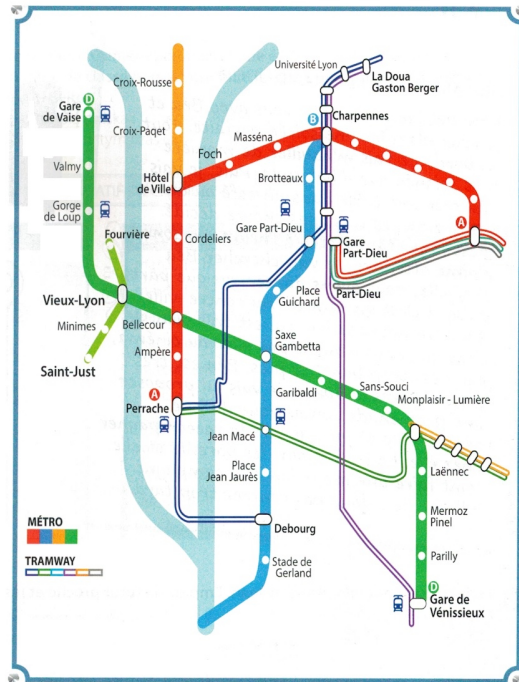 Université Lyon
La Doua
Gaston Berger
Croix-Rousse
D
Gare
de Vaise
B
Charpennes
Croix-Paqet
Masséna
Foch
Valmy
Hôtel
de Ville
Brotteaux
Gorge
de Loup
Fourvière
Cordeliers
Gare Part-Dieu
A
Gare
Part-Dieu
Part-Dieu
Vieux-Lyon
Place
Guichard
Minimes
Bellecour
Saxe
Gambetta
Ampère
Saint-Just
Garibaldi
Sans-Souci
A
Perrache
Monplaisir - Lumière
Jean Macé
Place
Jean Jaurès
Laënnec
Debourg
Mermoz
Pinel
MÉTRO
Parilly
TRAMWAY
Stade de
Gerland
D
Gare de
Vénissieux